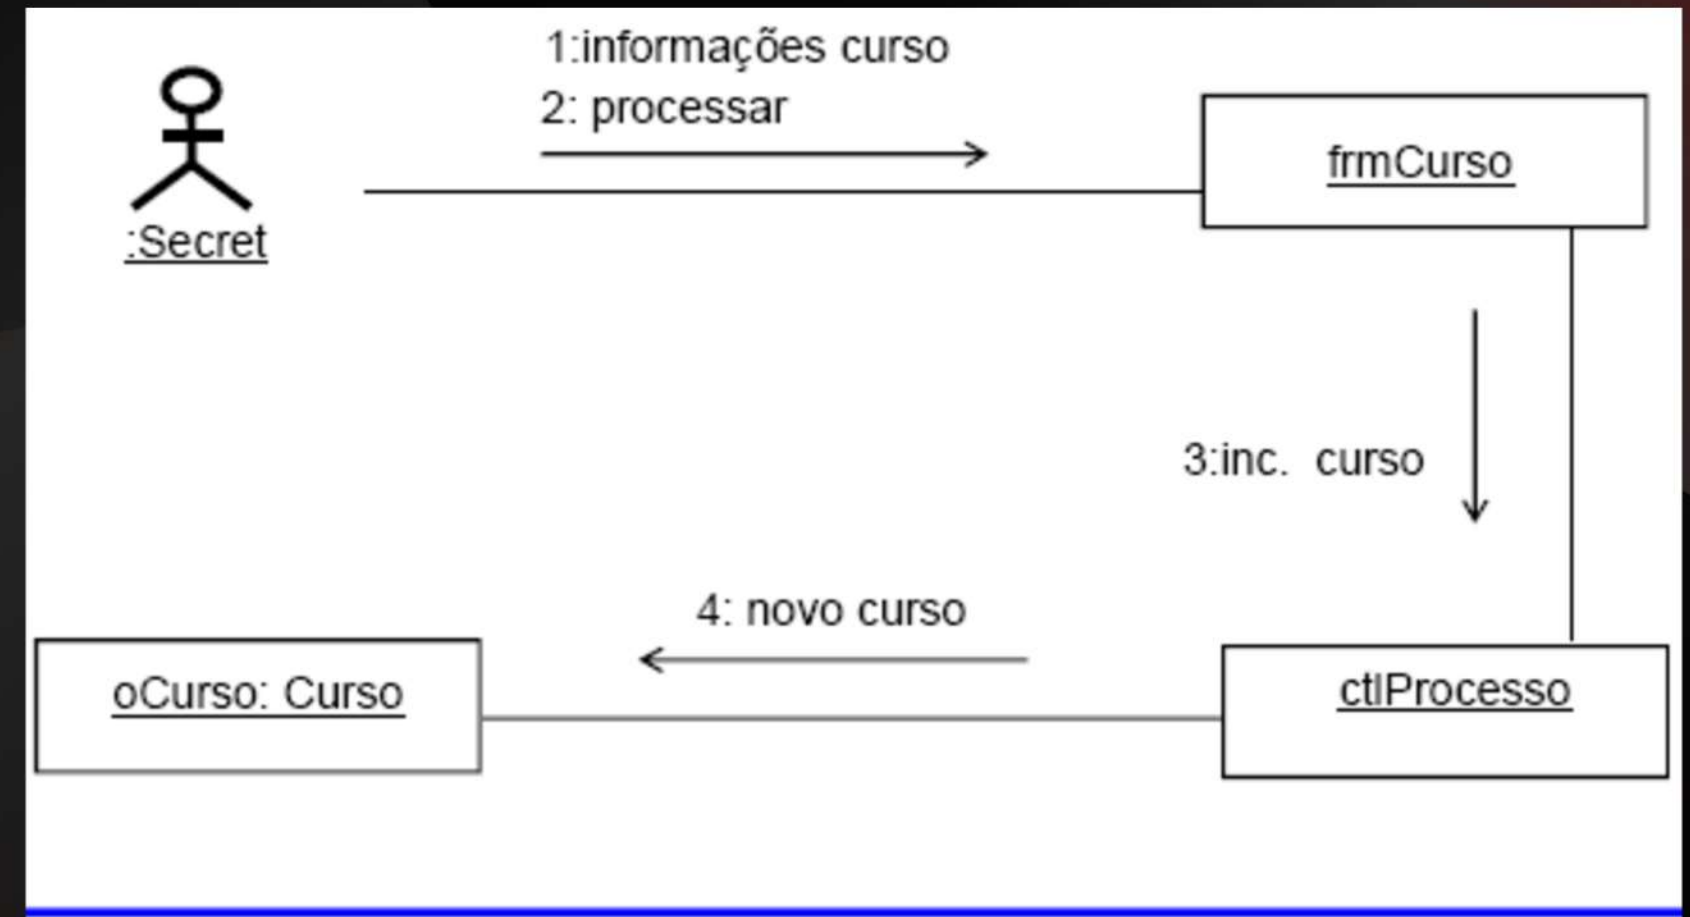 1:informações curso
2: processar
frmCurso
:Secret
3:inc. curso
4: novo curso
oCurso: Curso
ctlProcesso